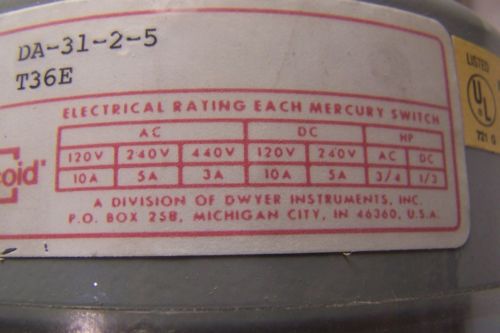 DA-31-2-5
T36E
ELECTRICAL RATING EACH MERCURY SWITCH
AC DC HP
120V 240V 440V 120V 240V AC DC
10A 5A 3A 10A 5A 3/4 1/3
coid
A DIVISION OF DWYER INSTRUMENTS, INC.
P.O. BOX 258, MICHIGAN CITY, IN 46360, U.S.A.
LISTED
UL
721 G